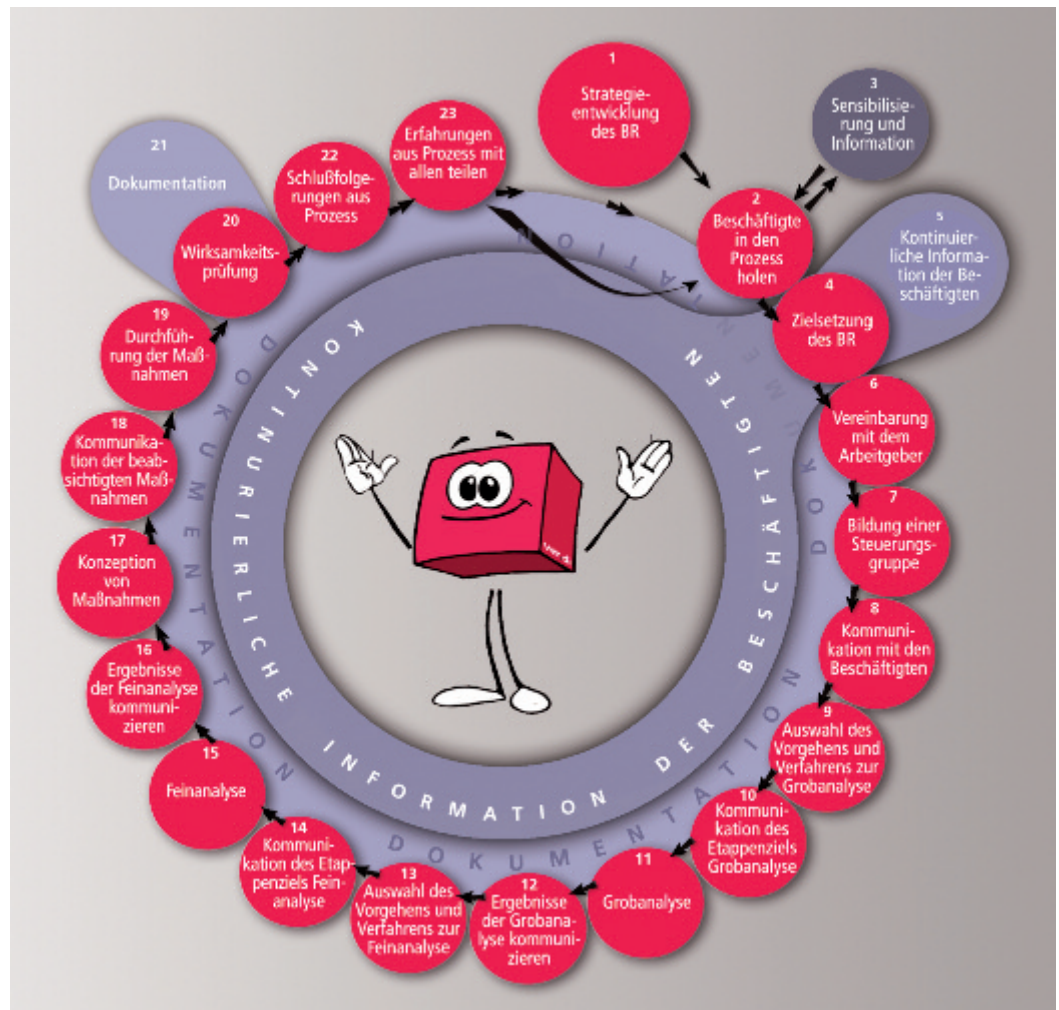 1
Strategie-
entwicklung
des BR
2
Beschäftigte
in den
Prozess
holen
3
Sensibilisie-
rung und
Information
4
Zielsetzung
des BR
5
Kontinuier-
liche Informa-
tion der Be-
schäftigten
6
Vereinbarung
mit dem
Arbeitgeber
7
Bildung einer
Steuerungs-
gruppe
8
Kommuni-
kation mit den
Beschäftigten
9
Auswahl des
Vorgehens und
Verfahrens zur
Grobanalyse
10
Kommuni-
kation des
Etappenziels
Grobanalyse
11
Grobanalyse
12
Ergebnisse
der Grobana-
lyse kommuni-
zieren
13
Auswahl des
Vorgehens und
Verfahrens zur
Feinanalyse
14
Kommuni-
kation des Etap-
penziels Fein-
analyse
15
Feinanalyse
16
Ergebnisse
der Feinanalyse
kommuni-
zieren
17
Konzeption
von
Maßnahmen
18
Kommunika-
tion der beab-
sichtigten Maß-
nahmen
19
Durchfüh-
rung der Maß-
nahmen
20
Wirksamkeits-
prüfung
21
Dokumentation
22
Schlußfolge-
rungen aus
Prozess
23
Erfahrungen
aus Prozess mit
allen teilen
KONTINURIERLICHE INFORMATION DER BESCHÄFTIGTEN
DOKUMENTATION
DOKUMENTATION
DOKUMENTATION